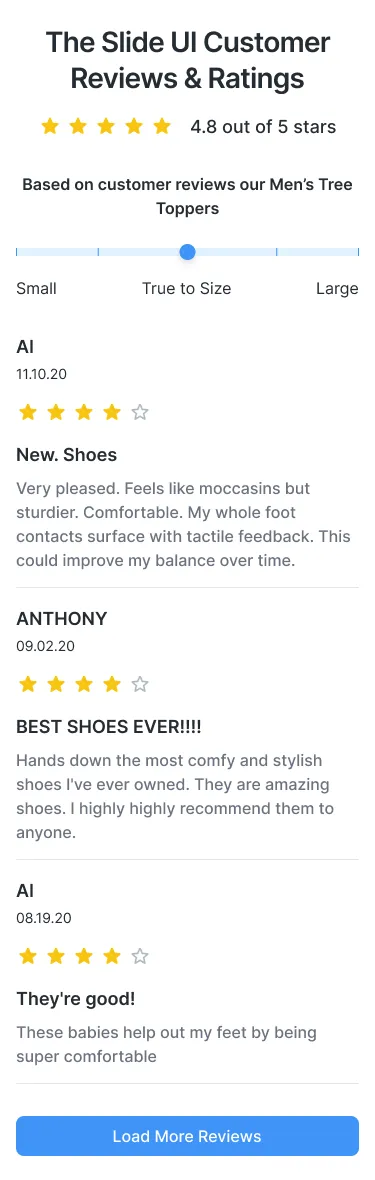 The Slide UI Customer
Reviews & Ratings
4.8 out of 5 stars
Based on customer reviews our Men’s Tree
Toppers
Small True to Size Large
Al
11.10.20
New. Shoes
Very pleased. Feels like moccasins but
sturdier. Comfortable. My whole foot
contacts surface with tactile feedback. This
could improve my balance over time.
ANTHONY
09.02.20
BEST SHOES EVER!!!!
Hands down the most comfy and stylish
shoes I've ever owned. They are amazing
shoes. I highly highly recommend them to
anyone.
Al
08.19.20
They're good!
These babies help out my feet by being
super comfortable
Load More Reviews